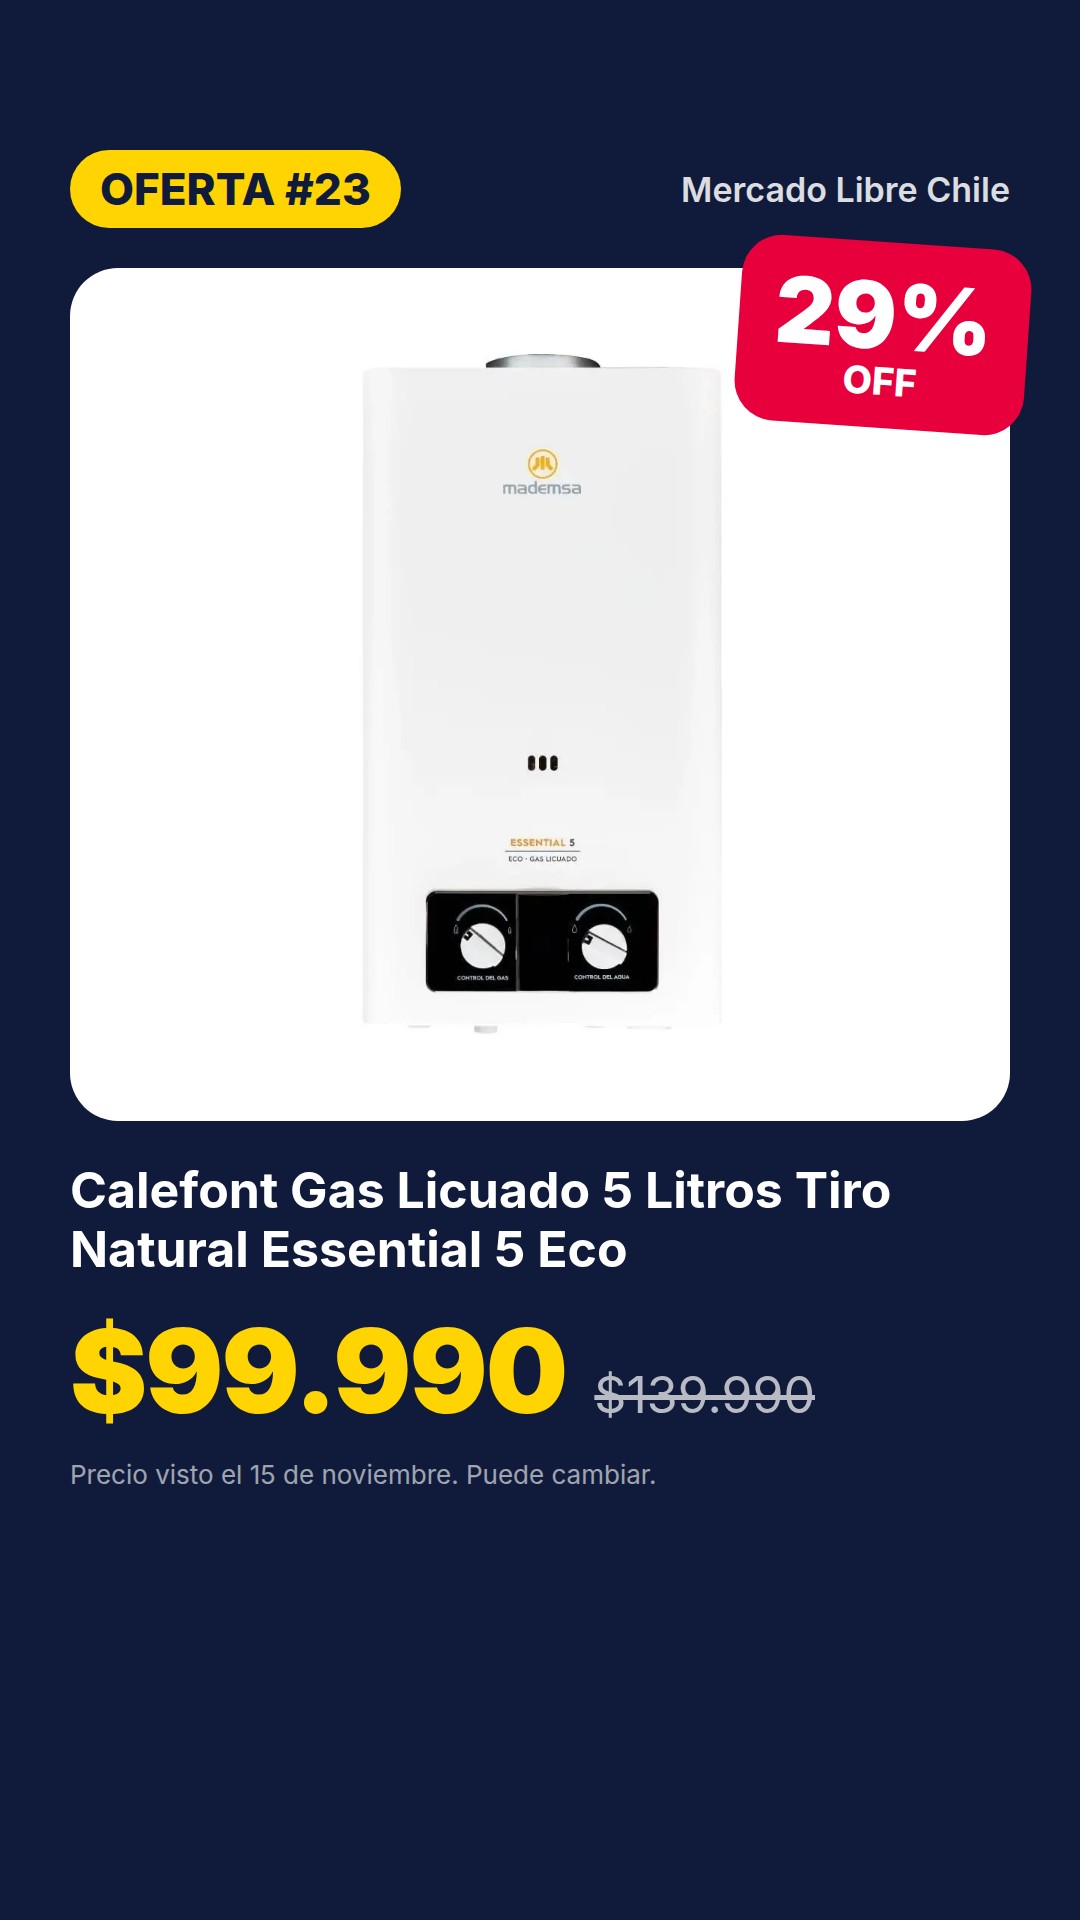 OFERTA #23
Mercado Libre Chile
29%
OFF
mademsa
ESSENTIAL 5
ECO · GAS LICUADO
CONTROL DEL GAS
CONTROL DEL AGUA
Calefont Gas Licuado 5 Litros Tiro
Natural Essential 5 Eco
$99.990 $139.990
Precio visto el 15 de noviembre. Puede cambiar.